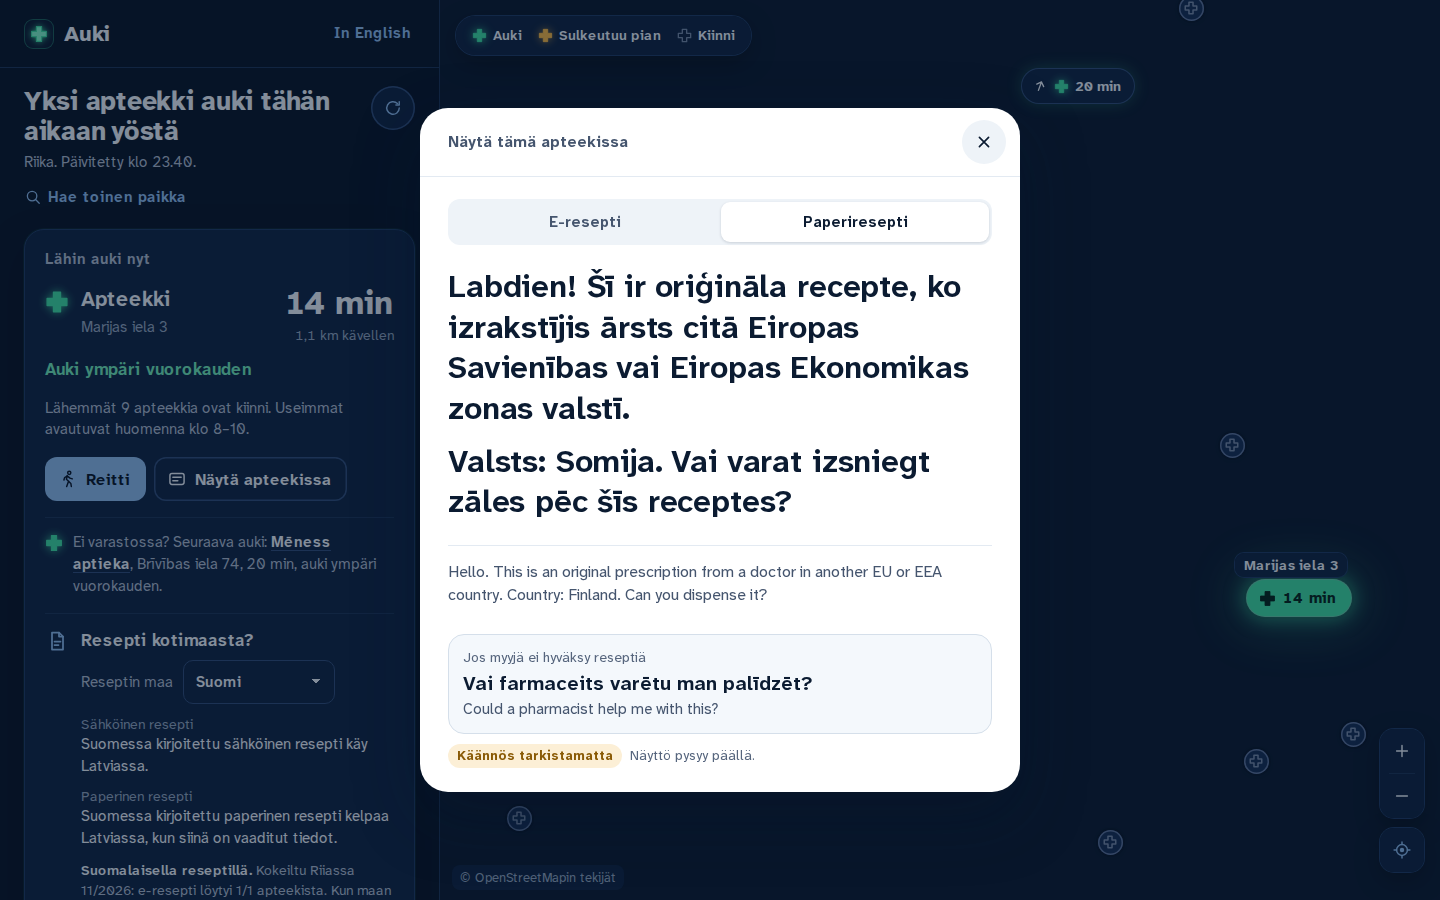 Auki
In English
Yksi apteekki auki tähän
aikaan yöstä
Riika. Päivitetty klo 23.40.
Hae toinen paikka
Lähin auki nyt
Apteekki
14 min
Marijas iela 3
1,1 km kävellen
Auki ympäri vuorokauden
Lähemmät 9 apteekkia ovat kiinni. Useimmat
avautuvat huomenna klo 8–10.
Reitti
Näytä apteekissa
Ei varastossa? Seuraava auki: Mēness
aptieka, Brīvības iela 74, 20 min, auki ympäri
vuorokauden.
Resepti kotimaasta?
Reseptin maa
Suomi
Sähköinen resepti
Suomessa kirjoitettu sähköinen resepti käy
Latviassa.
Paperinen resepti
Suomessa kirjoitettu paperinen resepti kelpaa
Latviassa, kun siinä on vaaditut tiedot.
Suomalaisella reseptillä. Kokeiltu Riiassa
11/2026: e-resepti löytyi 1/1 apteekista. Kun maan
Auki
Sulkeutuu pian
Kiinni
20 min
Näytä tämä apteekissa
E-resepti
Paperiresepti
Labdien! Šī ir oriģināla recepte, ko
izrakstījis ārsts citā Eiropas
Savienības vai Eiropas Ekonomikas
zonas valstī.
Valsts: Somija. Vai varat izsniegt
zāles pēc šīs receptes?
Hello. This is an original prescription from a doctor in another EU or EEA
country. Country: Finland. Can you dispense it?
Jos myyjä ei hyväksy reseptiä
Vai farmaceits varētu man palīdzēt?
Could a pharmacist help me with this?
Käännös tarkistamatta
Näyttö pysyy päällä.
Marijas iela 3
14 min
© OpenStreetMapin tekijät